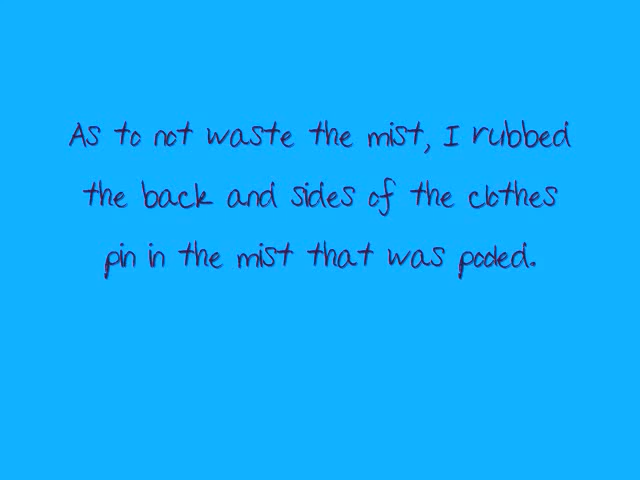 As to not waste the mist, I rubbed
the back and sides of the clothes
pin in the mist that was pooled.